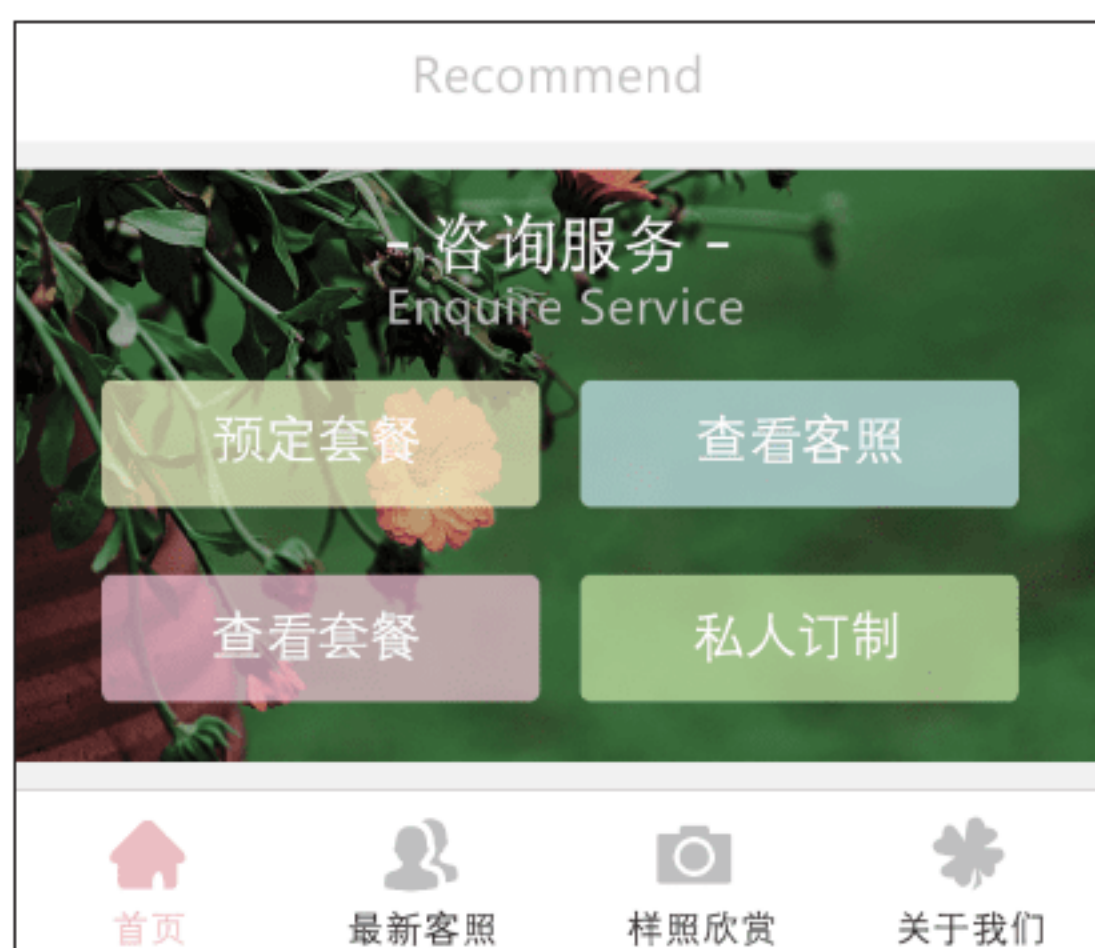 Recommend
- 咨询服务 -
Enquire Service
预定套餐
查看客照
查看套餐
私人订制
首页
最新客照
样照欣赏
关于我们